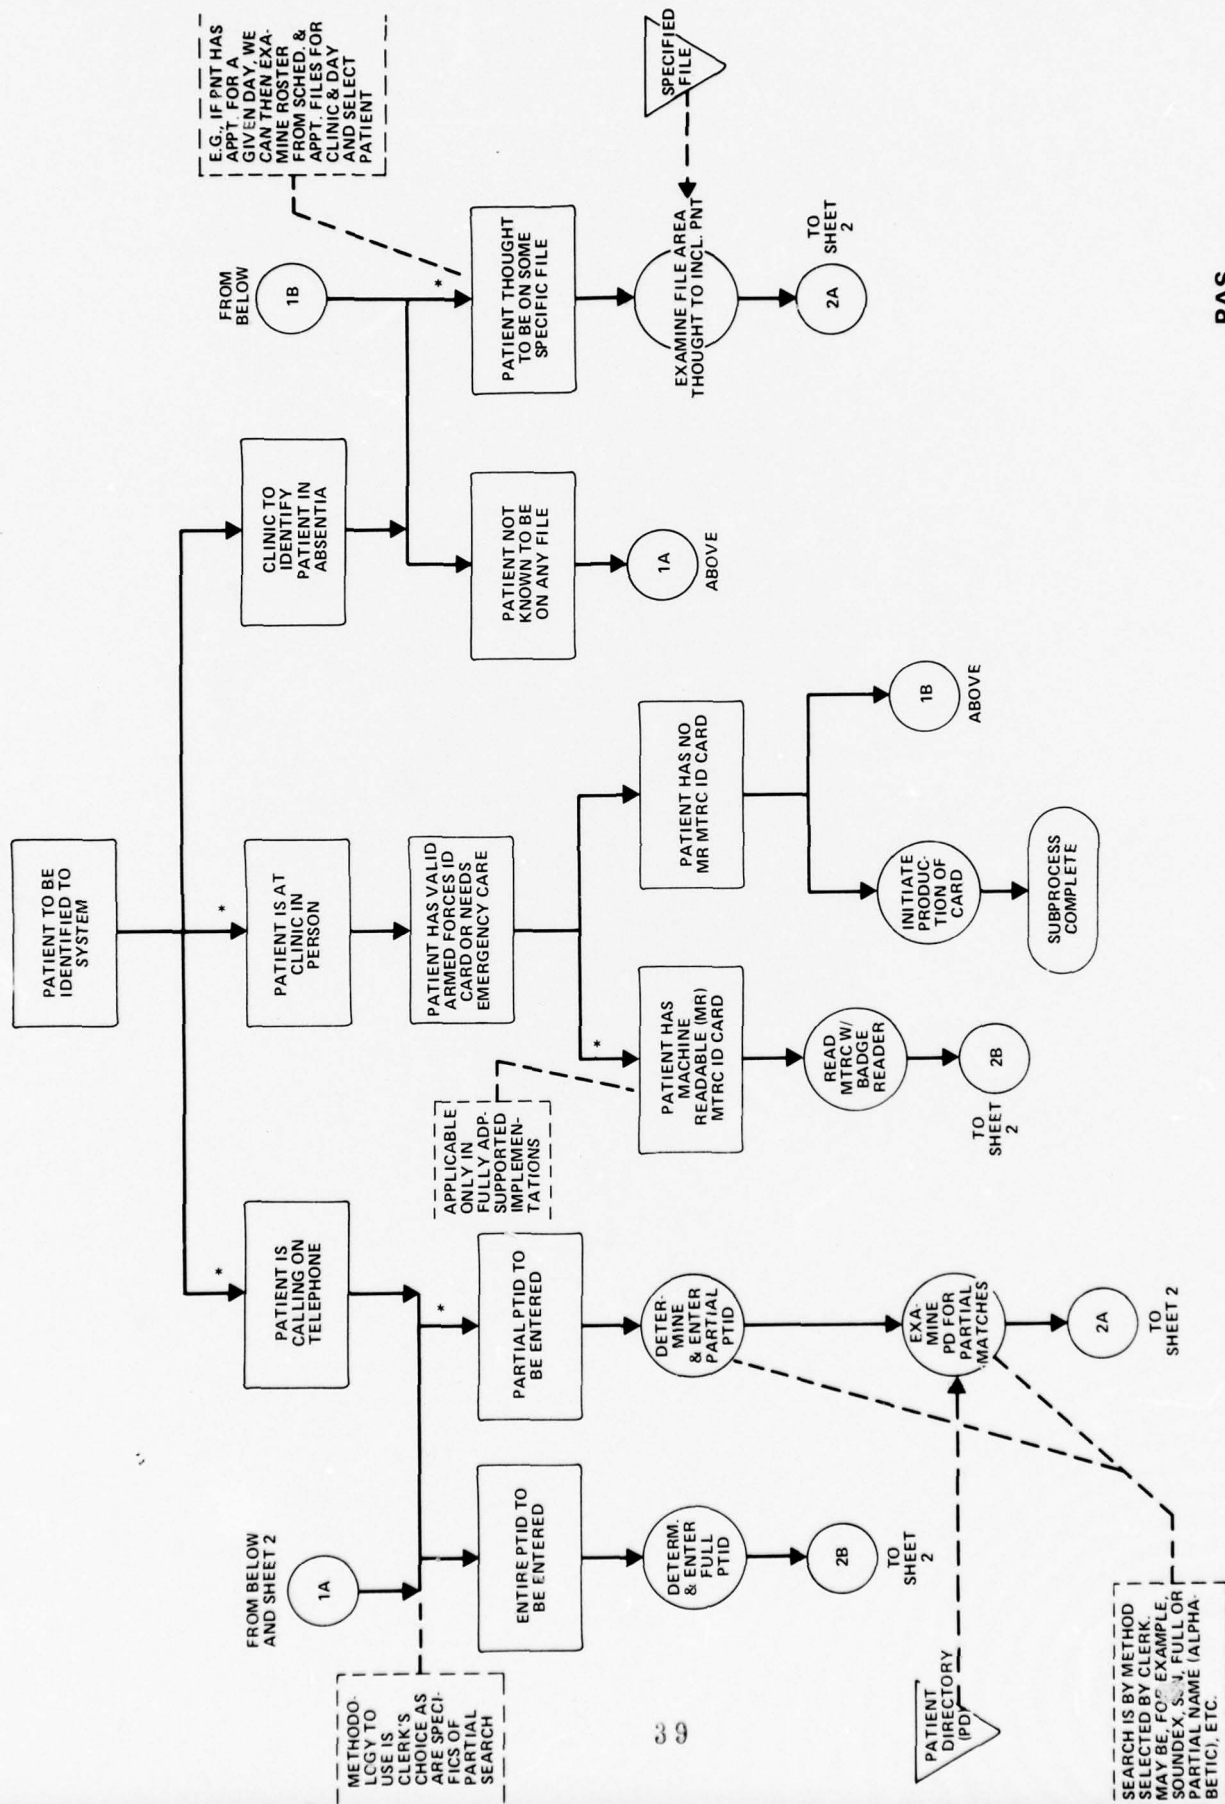 PATIENT TO BE
IDENTIFIED TO
SYSTEM
*
PATIENT IS
CALLING ON
TELEPHONE
*
PATIENT IS AT
CLINIC IN
PERSON
CLINIC TO
IDENTIFY
PATIENT IN
ABSENTIA
FROM
BELOW
1B
E.G., IF PNT HAS
APPT. FOR A
GIVEN DAY, WE
CAN THEN EXA-
MINE ROSTER
FROM SCHED. &
APPT. FILES FOR
CLINIC & DAY
AND SELECT
PATIENT
FROM BELOW
AND SHEET 2
1A
METHODO-
LOGY TO
USE IS
CLERK'S
CHOICE AS
ARE SPECI-
FICS OF
PARTIAL
SEARCH
ENTIRE PTID TO
BE ENTERED
*
PARTIAL PTID TO
BE ENTERED
APPLICABLE
ONLY IN
FULLY ADP-
SUPPORTED
IMPLEMEN-
TATIONS
PATIENT HAS VALID
ARMED FORCES ID
CARD OR NEEDS
EMERGENCY CARE
PATIENT NOT
KNOWN TO BE
ON ANY FILE
*
PATIENT THOUGHT
TO BE ON SOME
SPECIFIC FILE
DETERM.
& ENTER
FULL
PTID
DETER-
MINE
& ENTER
PARTIAL
PTID
*
PATIENT HAS
MACHINE
READABLE (MR)
MTRC ID CARD
PATIENT HAS NO
MR MTRC ID CARD
1A
ABOVE
EXAMINE FILE AREA
THOUGHT TO INCL. PNT
SPECIFIED
FILE
2B
TO
SHEET
2
READ
MTRC W/
BADGE
READER
2B
TO
SHEET
2
INITIATE
PRODUC-
TION OF
CARD
1B
ABOVE
2A
TO
SHEET
2
PATIENT
DIRECTORY
(PD)
EXA-
MINE
PD FOR
PARTIAL
MATCHES
SUBPROCESS
COMPLETE
2A
TO
SHEET 2
SEARCH IS BY METHOD
SELECTED BY CLERK.
MAY BE, FOR EXAMPLE,
SOUNDEX, SSN, FULL OR
PARTIAL NAME (ALPHA-
BETIC), ETC.
89